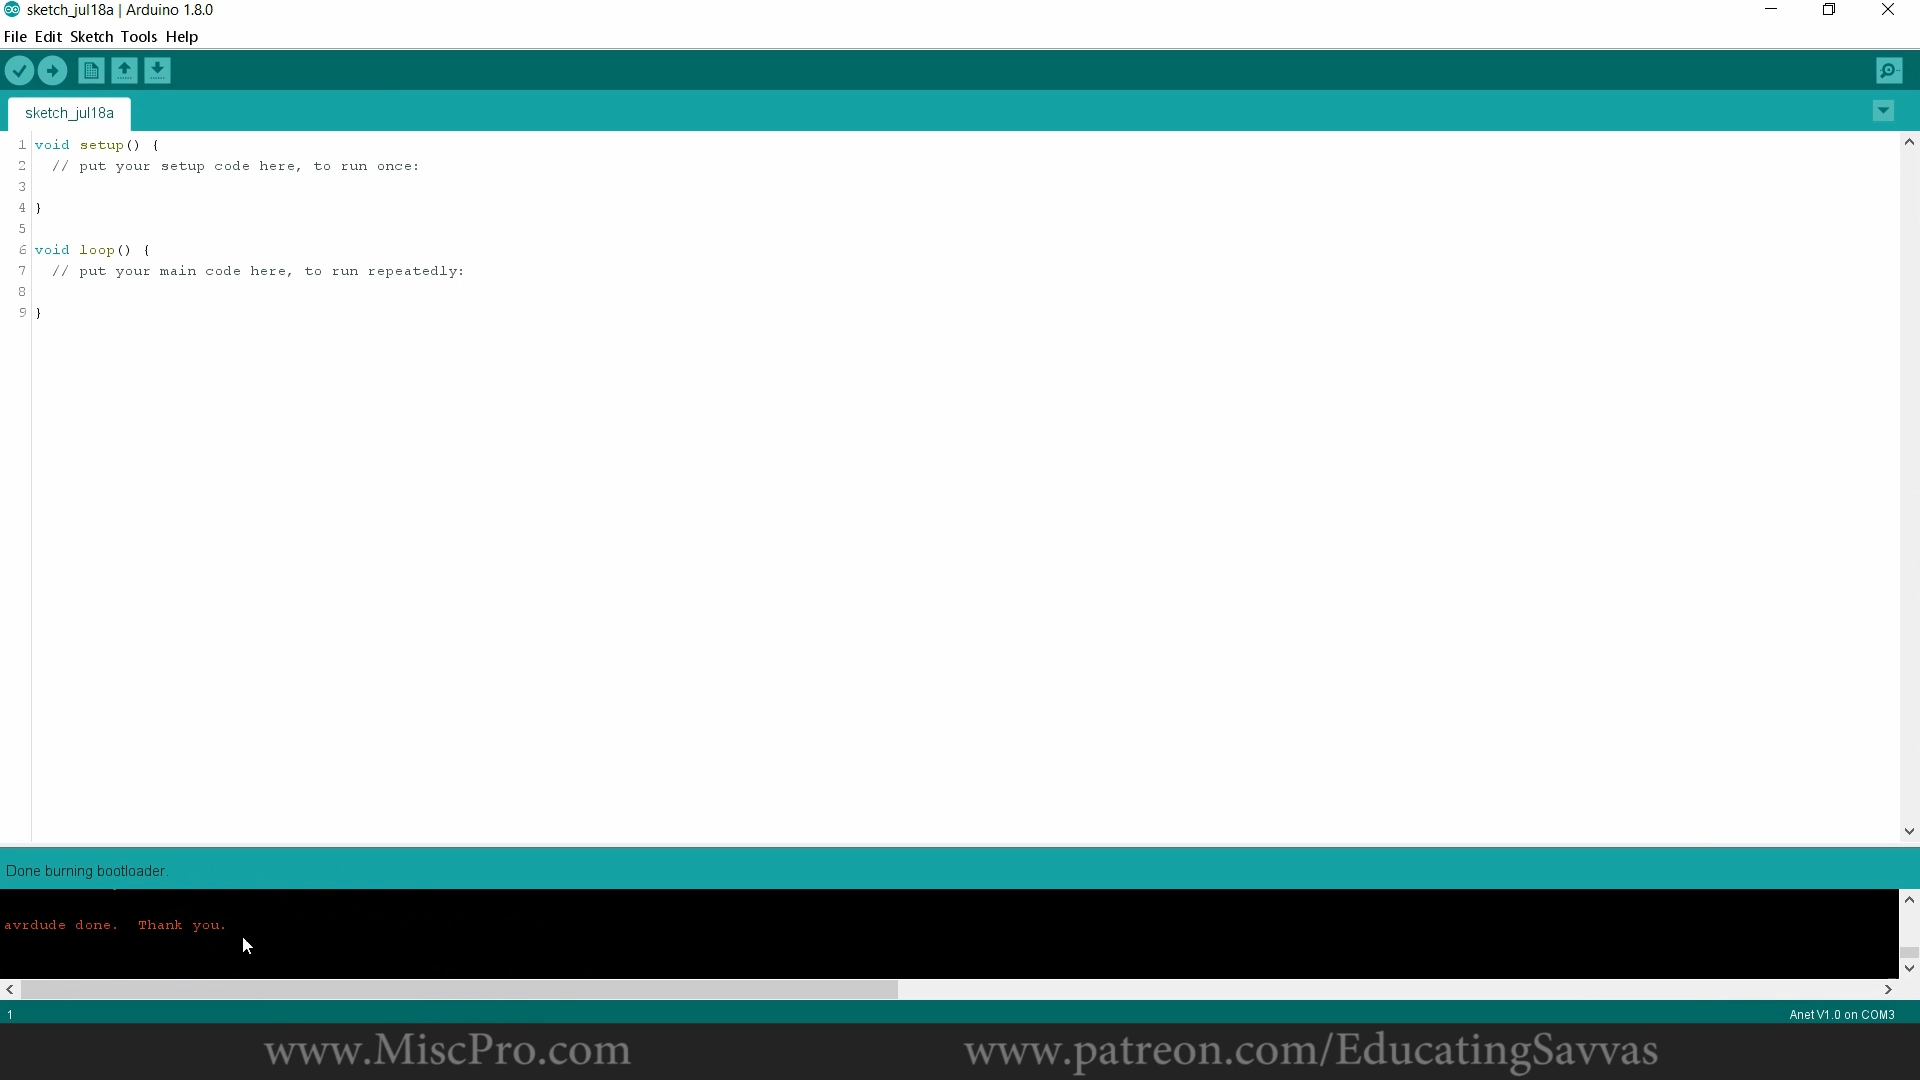 sketch_jul18a | Arduino 1.8.0
File Edit Sketch Tools Help
sketch_jul18a
1 void setup() {
2 // put your setup code here, to run once:
3
4 }
5
6 void loop() {
7 // put your main code here, to run repeatedly:
8
9 }
Done burning bootloader.
avrdude done.  Thank you.
1 Anet V1.0 on COM3
www.MiscPro.com www.patreon.com/EducatingSavvas